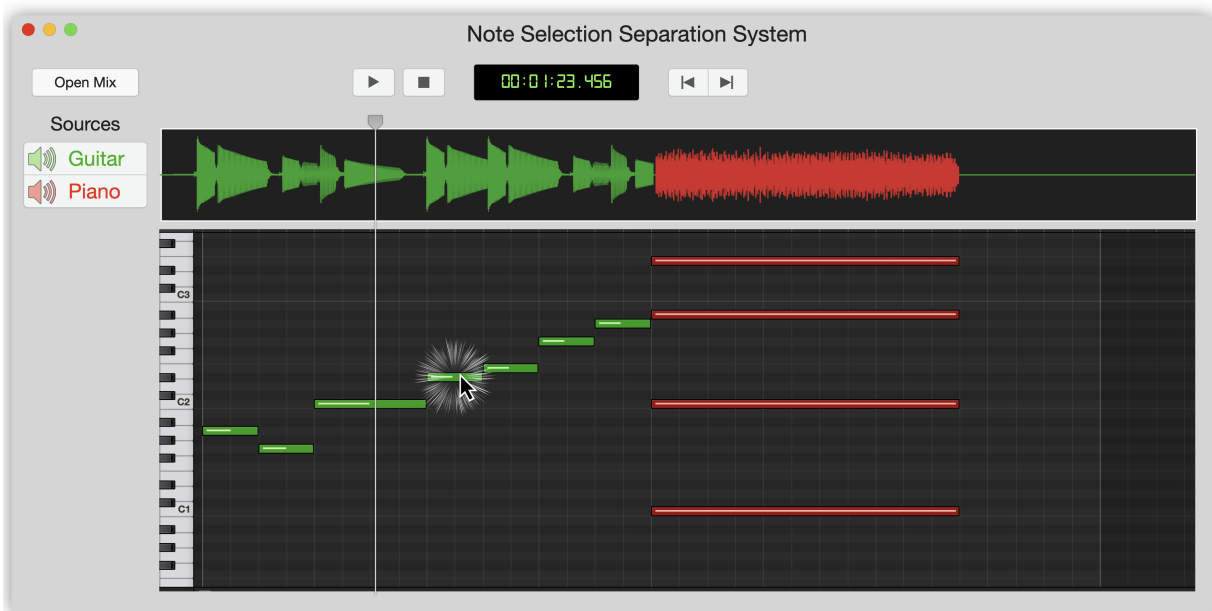 Note Selection Separation System
Open Mix
00:01:23.456
Sources
Guitar
Piano
C3
C2
C1